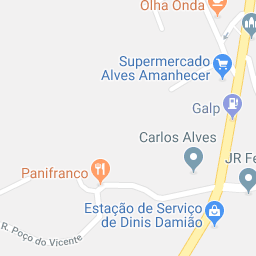 Olha Onda
Supermercado
Alves Amanhecer
Galp
Carlos Alves
JR Fe
Panifranco
Estação de Serviço
de Dinis Damião
R. Poço do Vicente